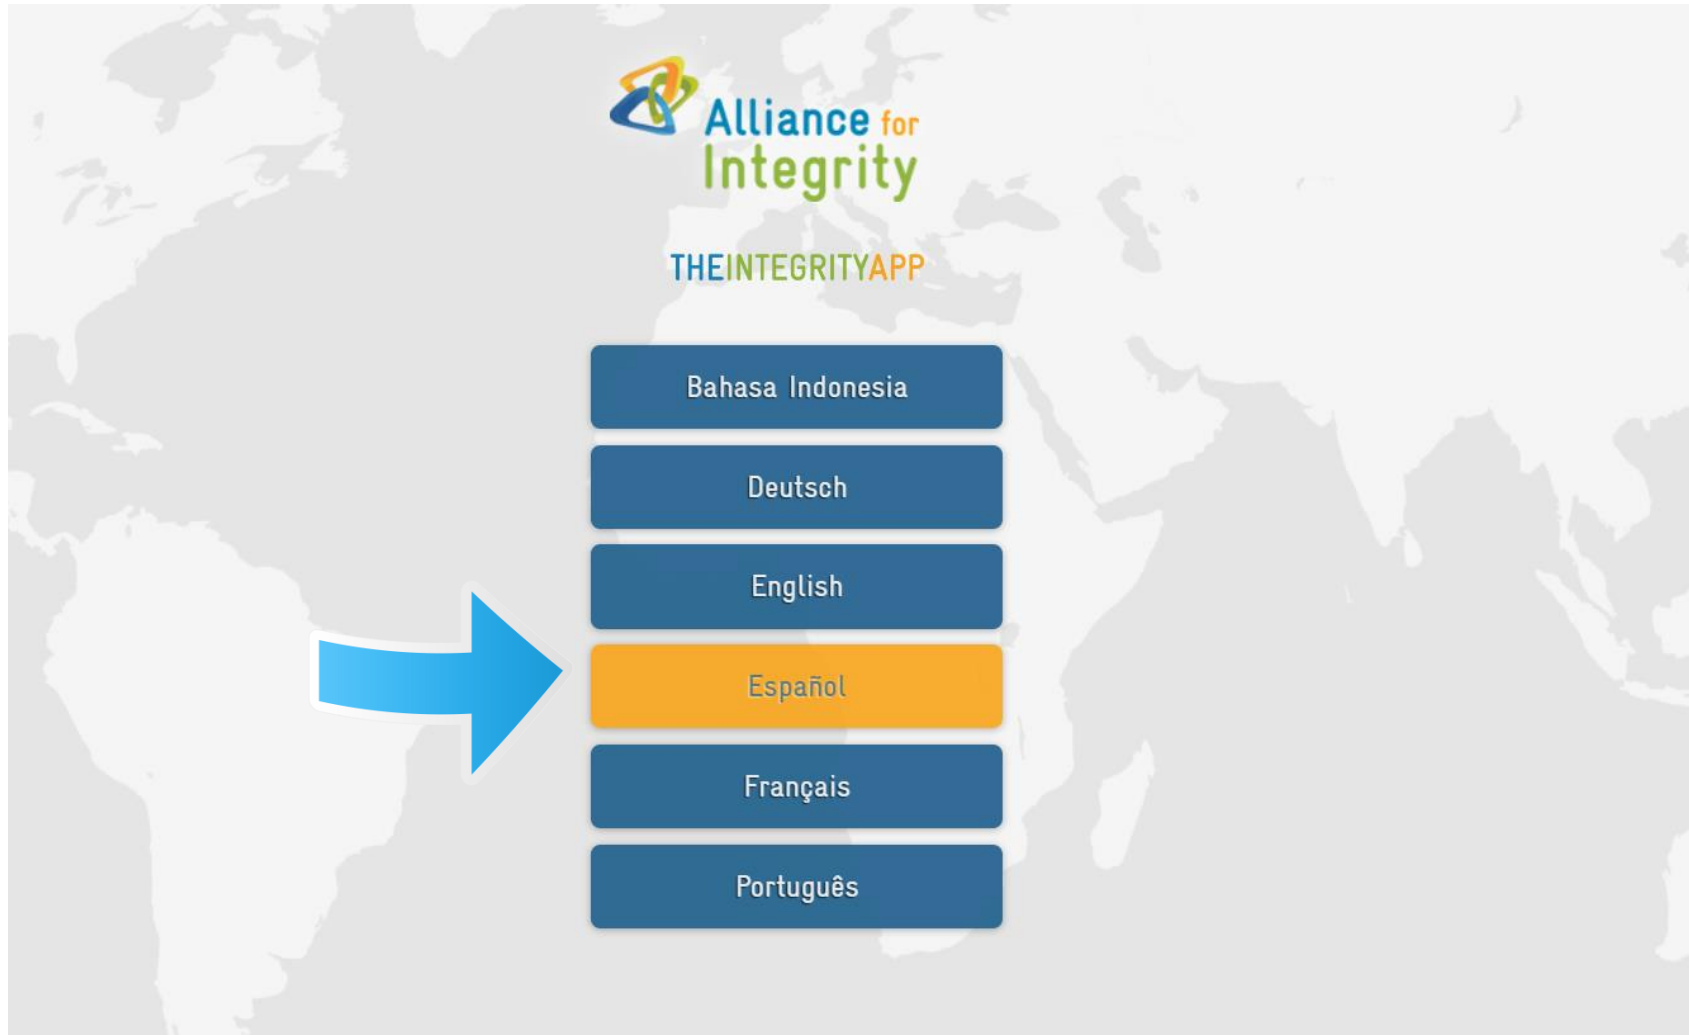 Alliance for
Integrity
THEINTEGRITYAPP
Bahasa Indonesia
Deutsch
English
Español
Français
Português